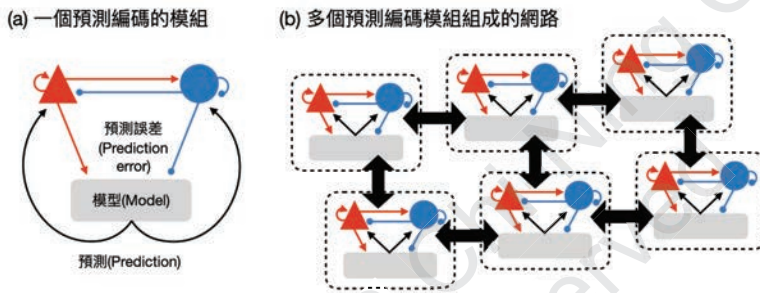 (a) 一個預測編碼的模組
(b) 多個預測編碼模組組成的網路
預測誤差
(Prediction
error)
模型(Model)
預測(Prediction)